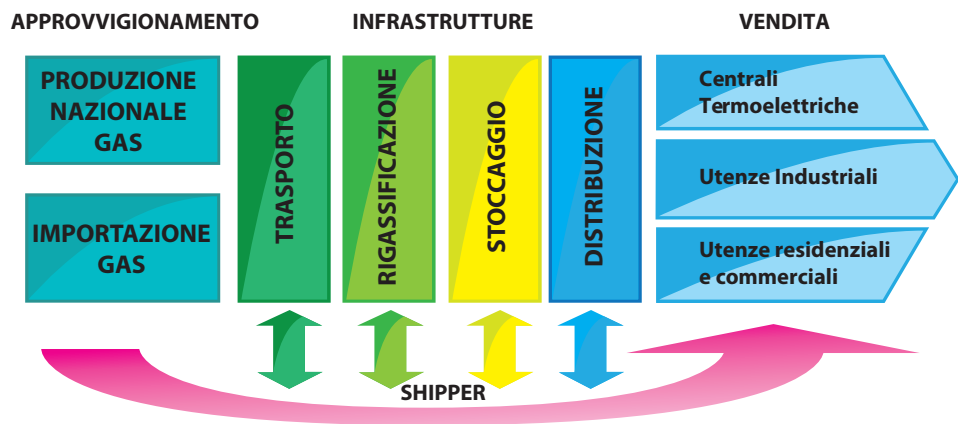 APPROVVIGIONAMENTO
INFRASTRUTTURE
VENDITA
PRODUZIONE
NAZIONALE
GAS
IMPORTAZIONE
GAS
TRASPORTO
RIGASSIFICAZIONE
STOCCAGGIO
DISTRIBUZIONE
Centrali
Termoelettriche
Utenze Industriali
Utenze residenziali
e commerciali
SHIPPER